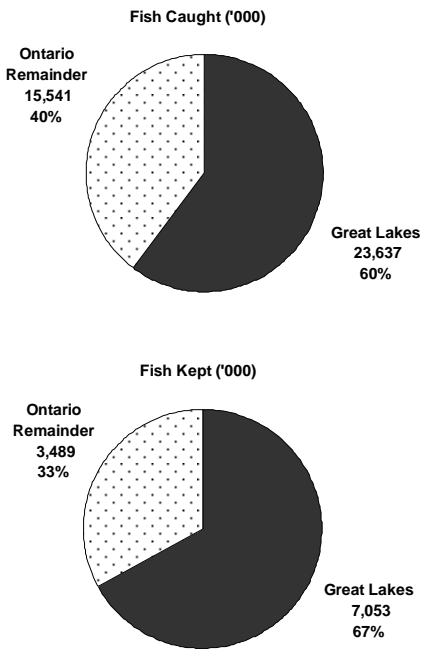 Fish Caught ('000)
Ontario
Remainder
15,541
40%
Great Lakes
23,637
60%
Fish Kept ('000)
Ontario
Remainder
3,489
33%
Great Lakes
7,053
67%